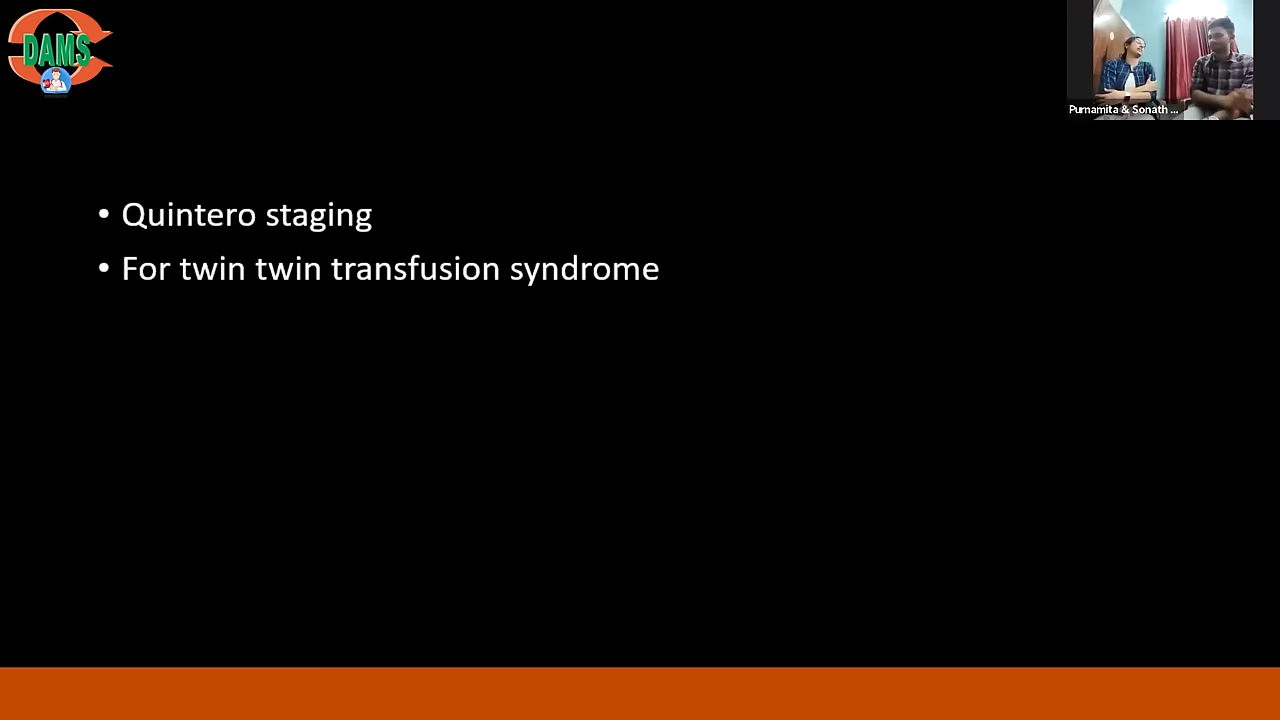 DAMS
Purnamita & Sonath ...
• Quintero staging
• For twin twin transfusion syndrome